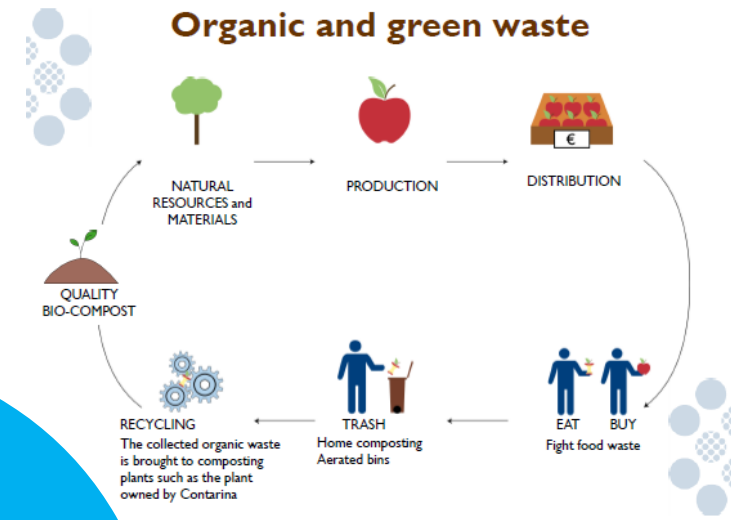 Organic and green waste
NATURAL
RESOURCES and
MATERIALS
PRODUCTION
DISTRIBUTION
€
QUALITY
BIO-COMPOST
RECYCLING
The collected organic waste
is brought to composting
plants such as the plant
owned by Contarina
TRASH
Home composting
Aerated bins
EAT BUY
Fight food waste